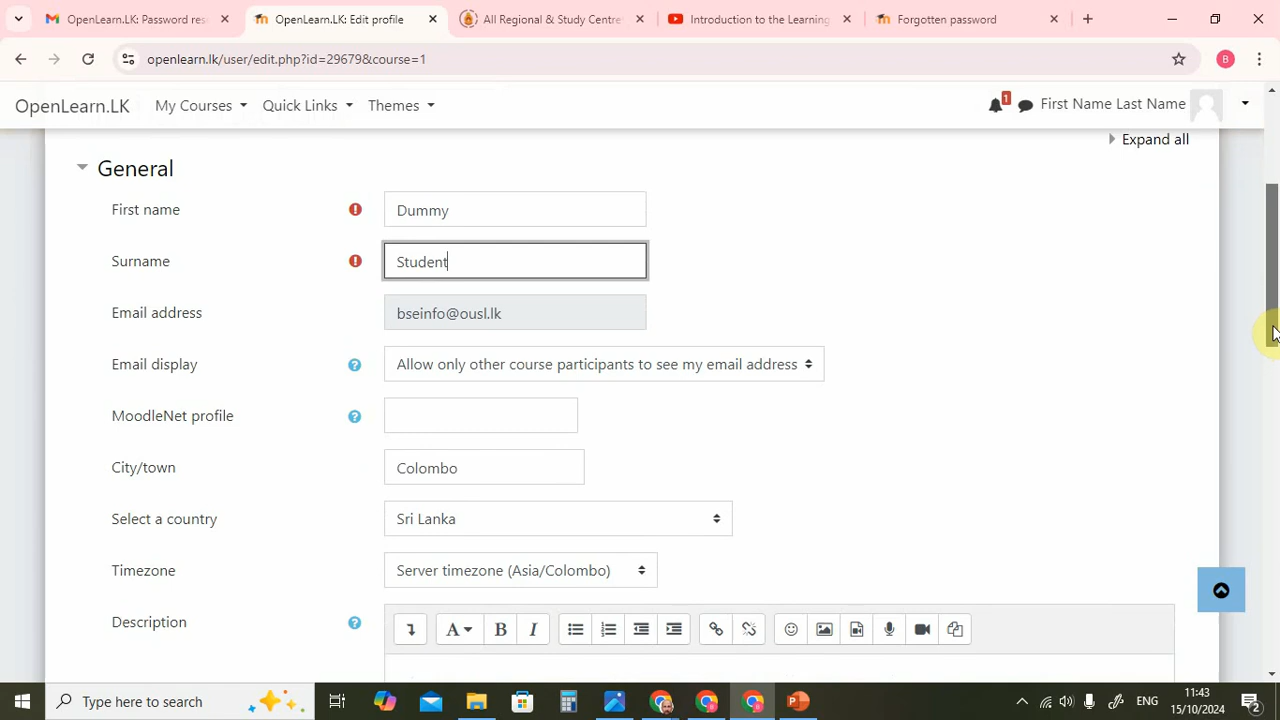 OpenLearn.LK: Password res
OpenLearn.LK: Edit profile
All Regional & Study Centre
Introduction to the Learning
Forgotten password
openlearn.lk/user/edit.php?id=29679&course=1
B
OpenLearn.LK
My Courses
Quick Links
Themes
1
First Name Last Name
Expand all
General
First name
Dummy
Surname
Student
Email address
bseinfo@ousl.lk
Email display
Allow only other course participants to see my email address
MoodleNet profile
City/town
Colombo
Select a country
Sri Lanka
Timezone
Server timezone (Asia/Colombo)
Description
A B I
Type here to search
ENG
11:43
15/10/2024
2